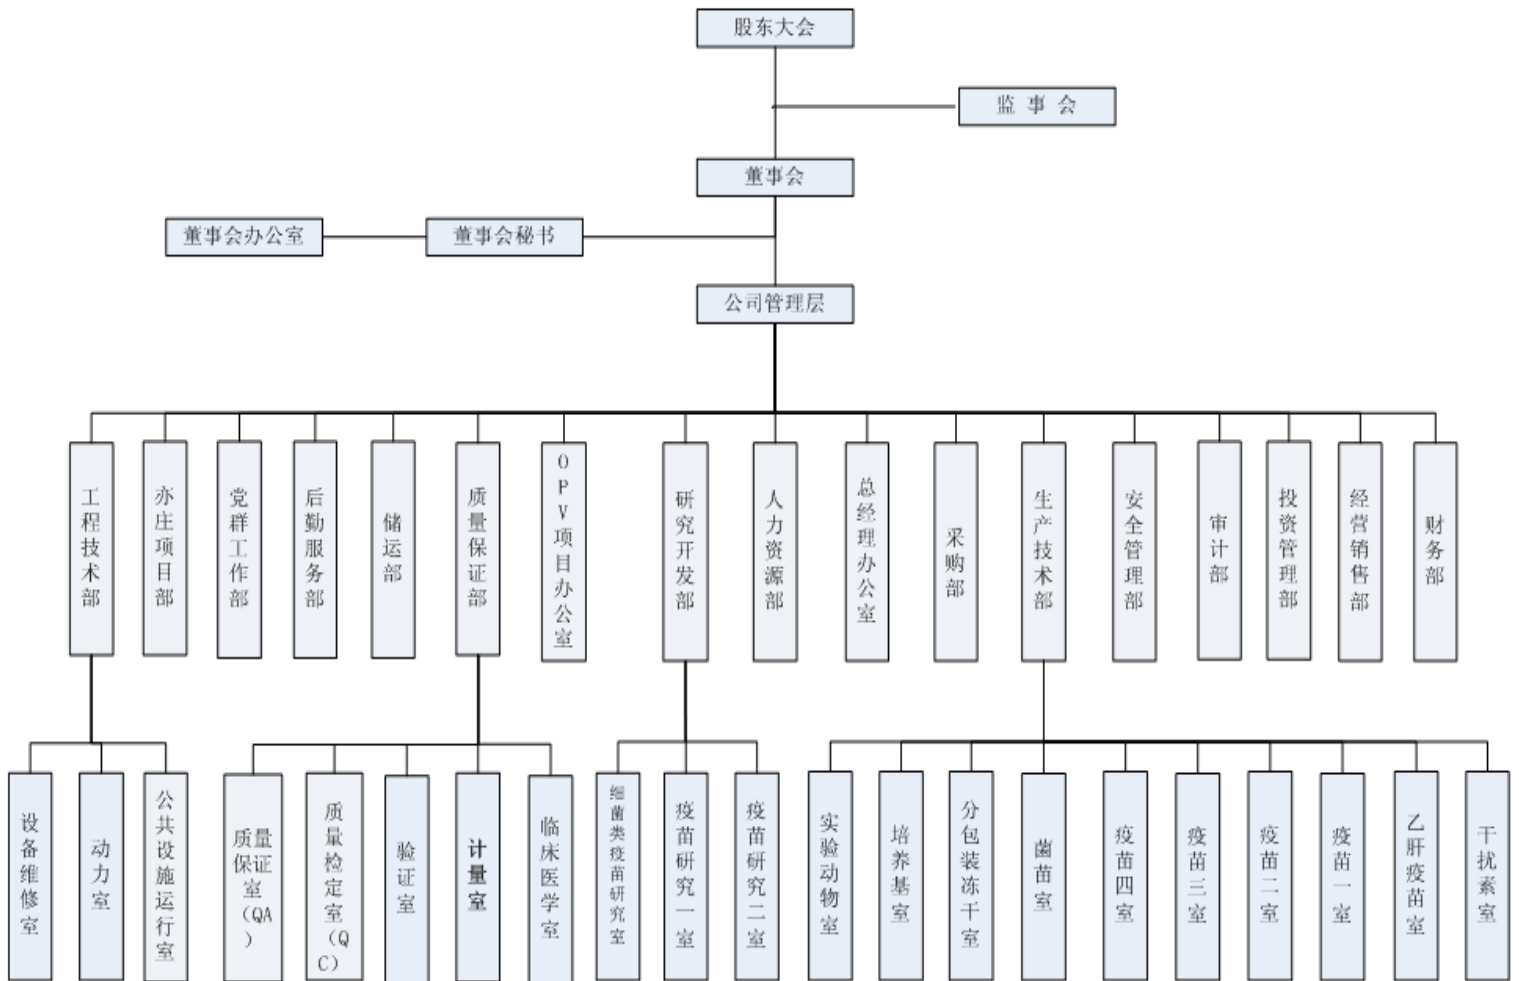 股东大会
监 事 会
董事会
董事会办公室
董事会秘书
公司管理层
工程技术部
亦庄项目部
党群工作部
后勤服务部
储运部
质量保证部
OPV项目办公室
研究开发部
人力资源部
总经理办公室
采购部
生产技术部
安全管理部
审计部
投资管理部
经营销售部
财务部
设备维修室
动力室
公共设施运行室
质量保证室（QA）
质量检定室（QC）
验证室
计量室
临床医学室
细菌类疫苗研究室
疫苗研究一室
疫苗研究二室
实验动物室
培养基室
分包装冻干室
菌苗室
疫苗四室
疫苗三室
疫苗二室
疫苗一室
乙肝疫苗室
干扰素室